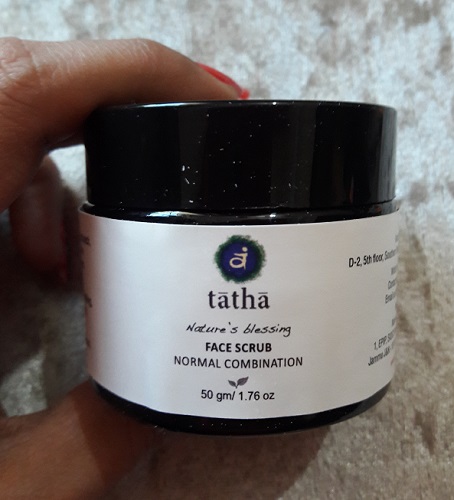 tāthā
Nature's blessing
FACE SCRUB
NORMAL COMBINATION
50 gm/ 1.76 oz
D-2, 5th floor,